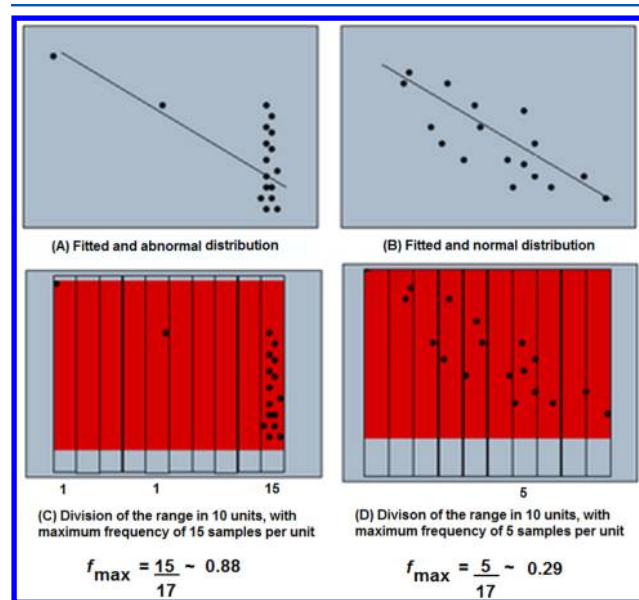 (A) Fitted and abnormal distribution
(B) Fitted and normal distribution
1 1 15
5
(C) Division of the range in 10 units, with
maximum frequency of 15 samples per unit
(D) Divison of the range in 10 units, with
maximum frequency of 5 samples per unit
f max = 15/17 ~ 0.88
f max = 5/17 ~ 0.29